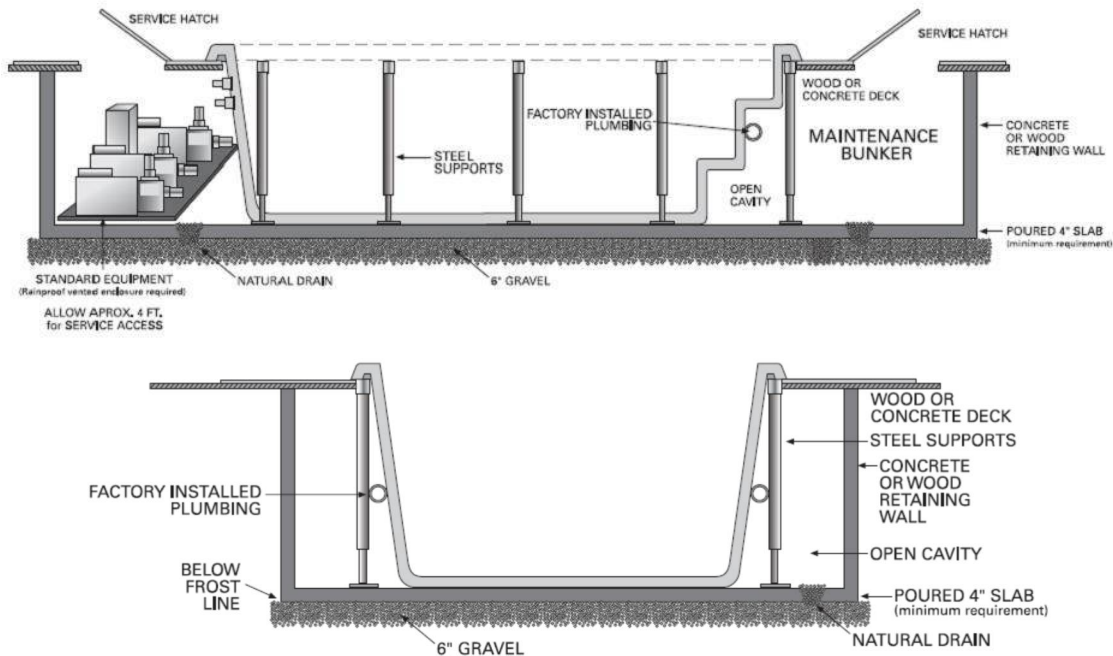 SERVICE HATCH
SERVICE HATCH
WOOD OR
CONCRETE DECK
FACTORY INSTALLED
PLUMBING
MAINTENANCE
BUNKER
CONCRETE
OR WOOD
RETAINING WALL
STEEL
SUPPORTS
OPEN
CAVITY
POURED 4" SLAB
(minimum requirement)
STANDARD EQUIPMENT
(Rainproof vented enclosure required)
NATURAL DRAIN
6" GRAVEL
ALLOW APROX. 4 FT.
for SERVICE ACCESS
WOOD OR
CONCRETE DECK
STEEL SUPPORTS
CONCRETE
OR WOOD
RETAINING
WALL
FACTORY INSTALLED
PLUMBING
OPEN CAVITY
BELOW
FROST
LINE
POURED 4" SLAB
(minimum requirement)
NATURAL DRAIN
6" GRAVEL